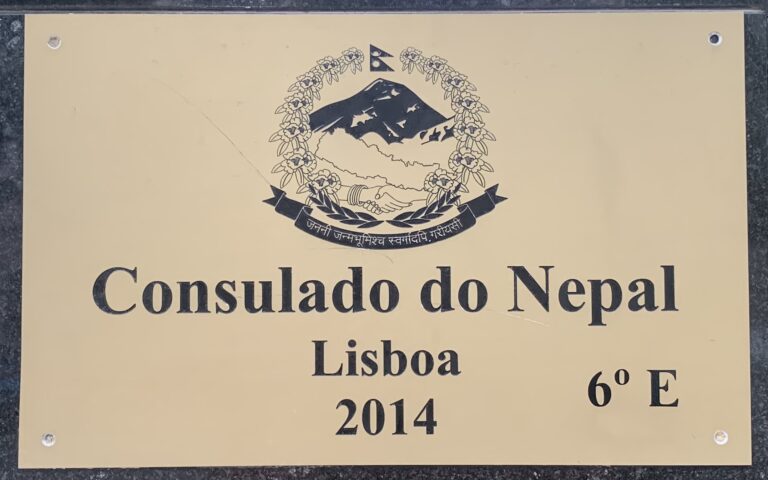 जननी जन्मभूमिश्च स्वर्गादपि गरीयसी
Consulado do Nepal
Lisboa
2014
6º E